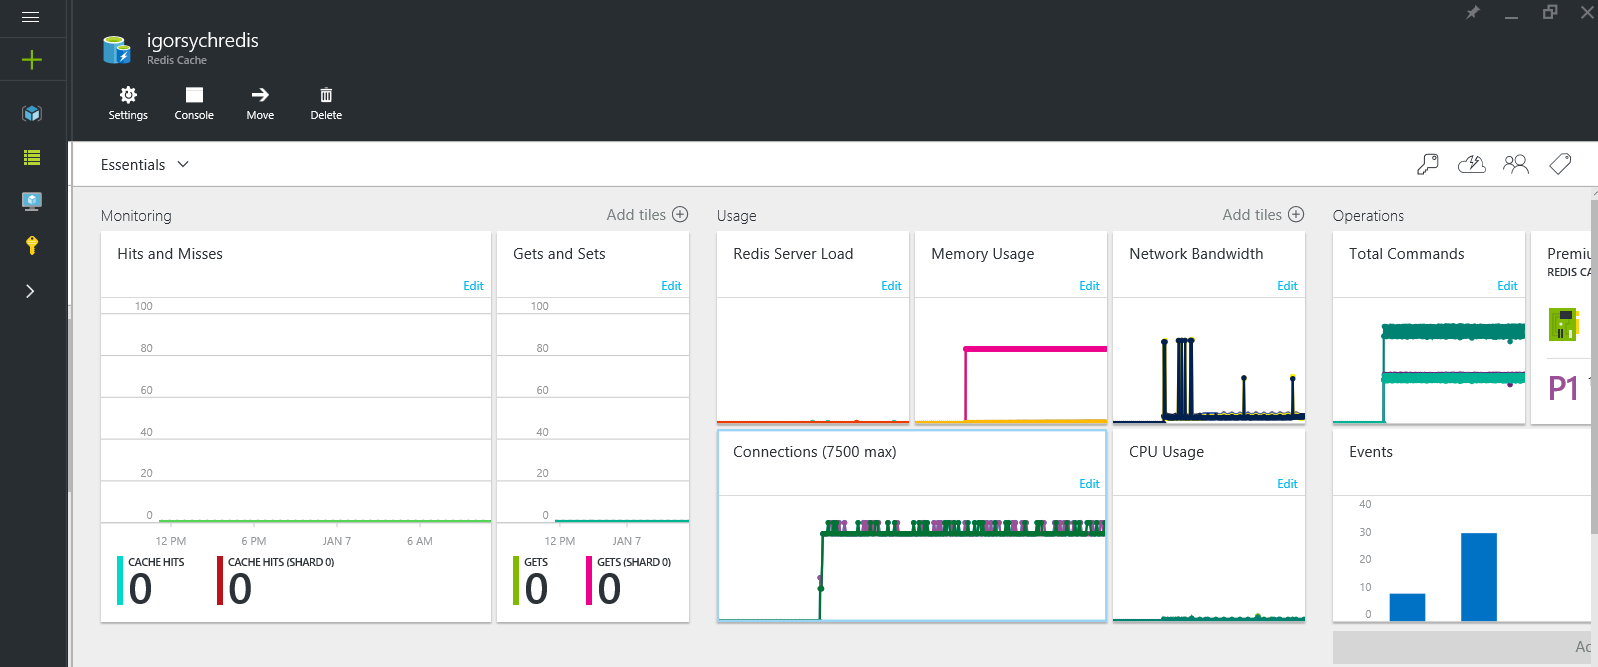 igorsychredis
Redis Cache
Settings
Console
Move
Delete
Essentials
Monitoring
Add tiles
Hits and Misses
Edit
100
80
60
40
20
0
12 PM
6 PM
JAN 7
6 AM
CACHE HITS
0
CACHE HITS (SHARD 0)
0
Gets and Sets
Edit
100
80
60
40
20
0
12 PM
JAN 7
GETS
0
GETS (SHARD 0)
0
Usage
Add tiles
Redis Server Load
Edit
Memory Usage
Edit
Network Bandwidth
Edit
Connections (7500 max)
Edit
CPU Usage
Edit
Operations
Total Commands
Edit
Premiu
REDIS CA
P1
Events
40
30
20
10
0
Ad